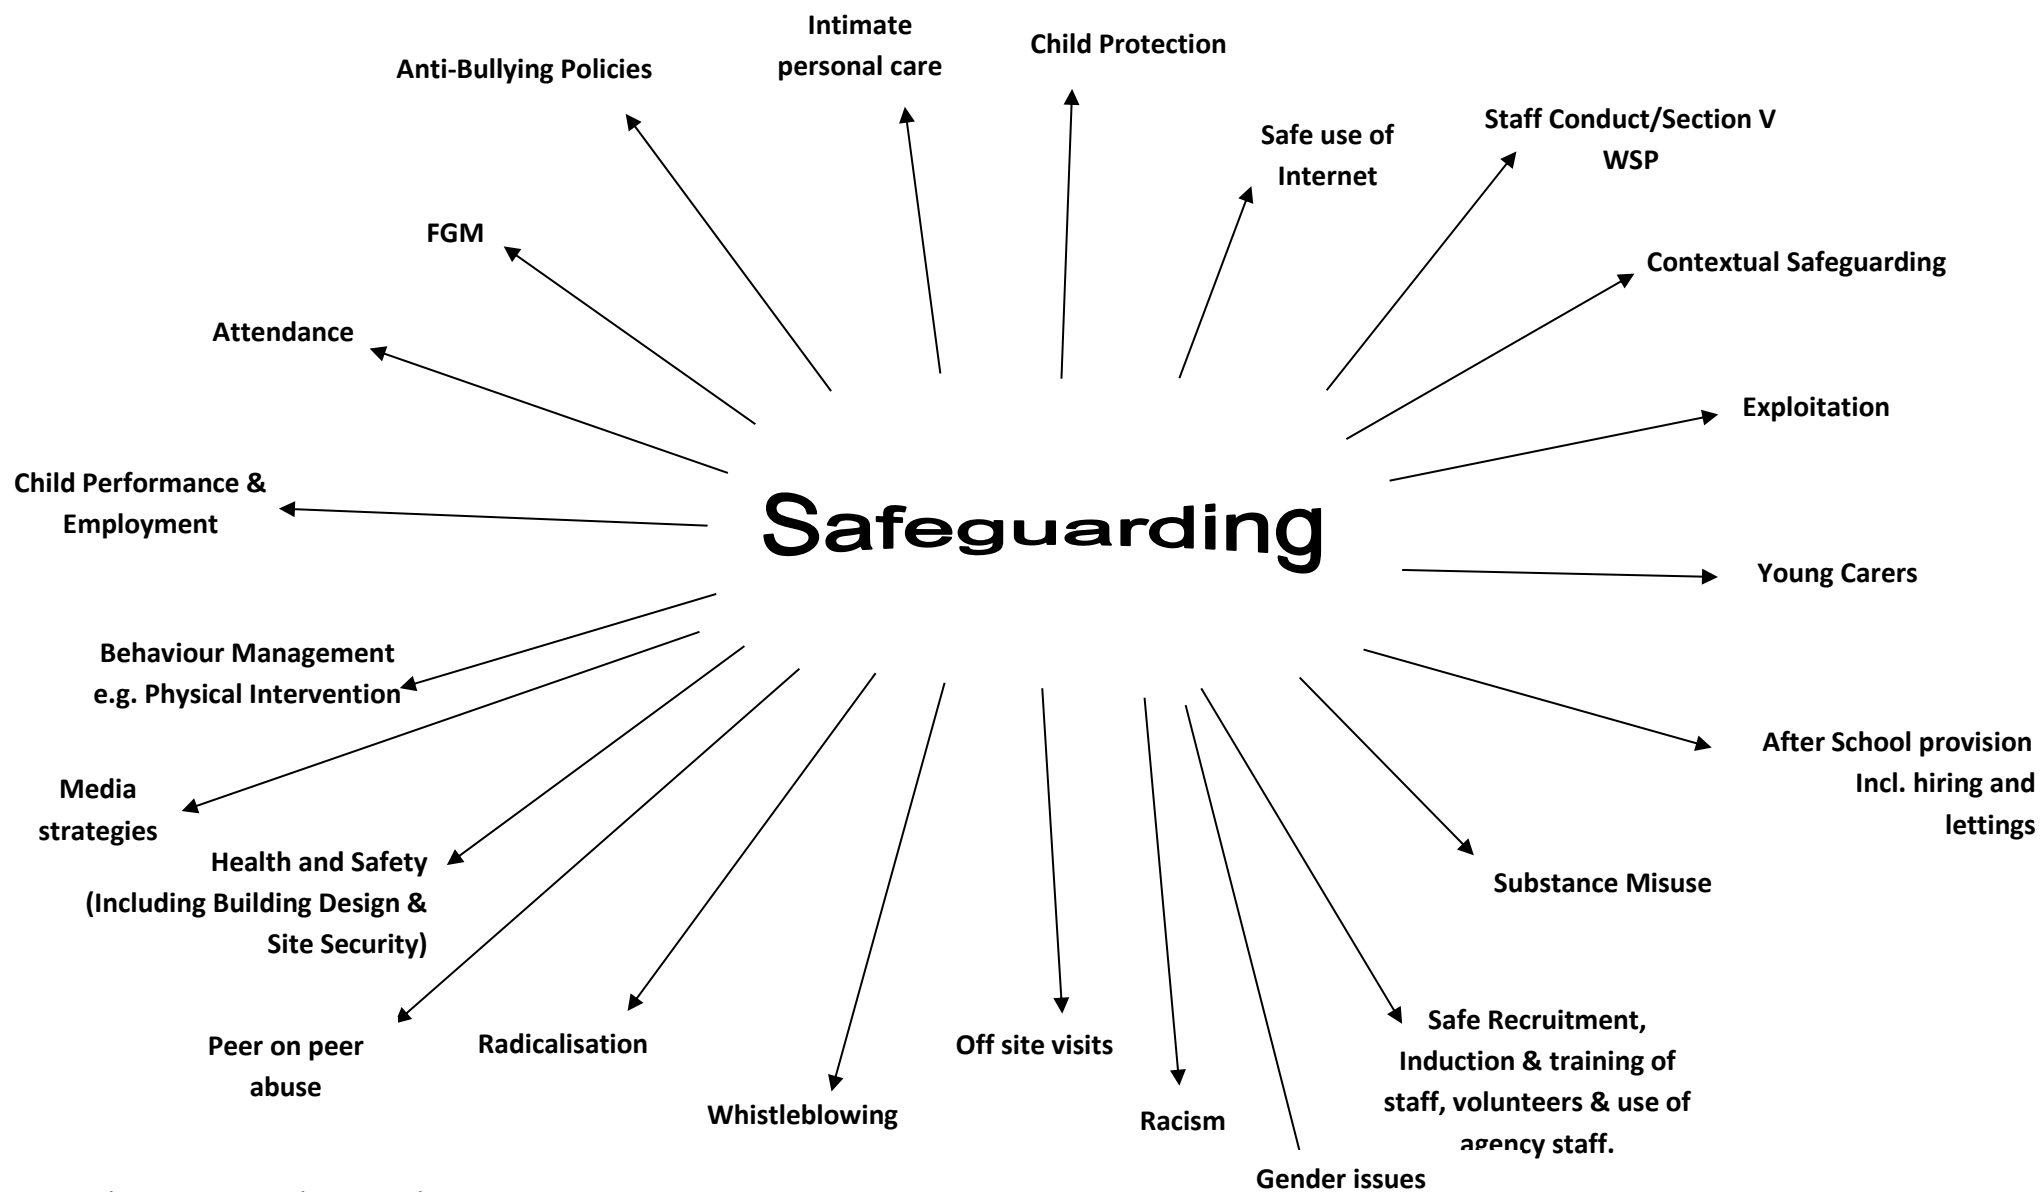 Intimate
personal care
Child Protection
Anti-Bullying Policies
Staff Conduct/Section V
WSP
Safe use of
Internet
FGM
Contextual Safeguarding
Attendance
Exploitation
Child Performance &
Employment
Safeguarding
Young Carers
Behaviour Management
e.g. Physical Intervention
After School provision
Incl. hiring and
lettings
Media
strategies
Health and Safety
(Including Building Design &
Site Security)
Substance Misuse
Peer on peer
abuse
Radicalisation
Off site visits
Safe Recruitment,
Induction & training of
staff, volunteers & use of
agency staff.
Whistleblowing
Racism
Gender issues